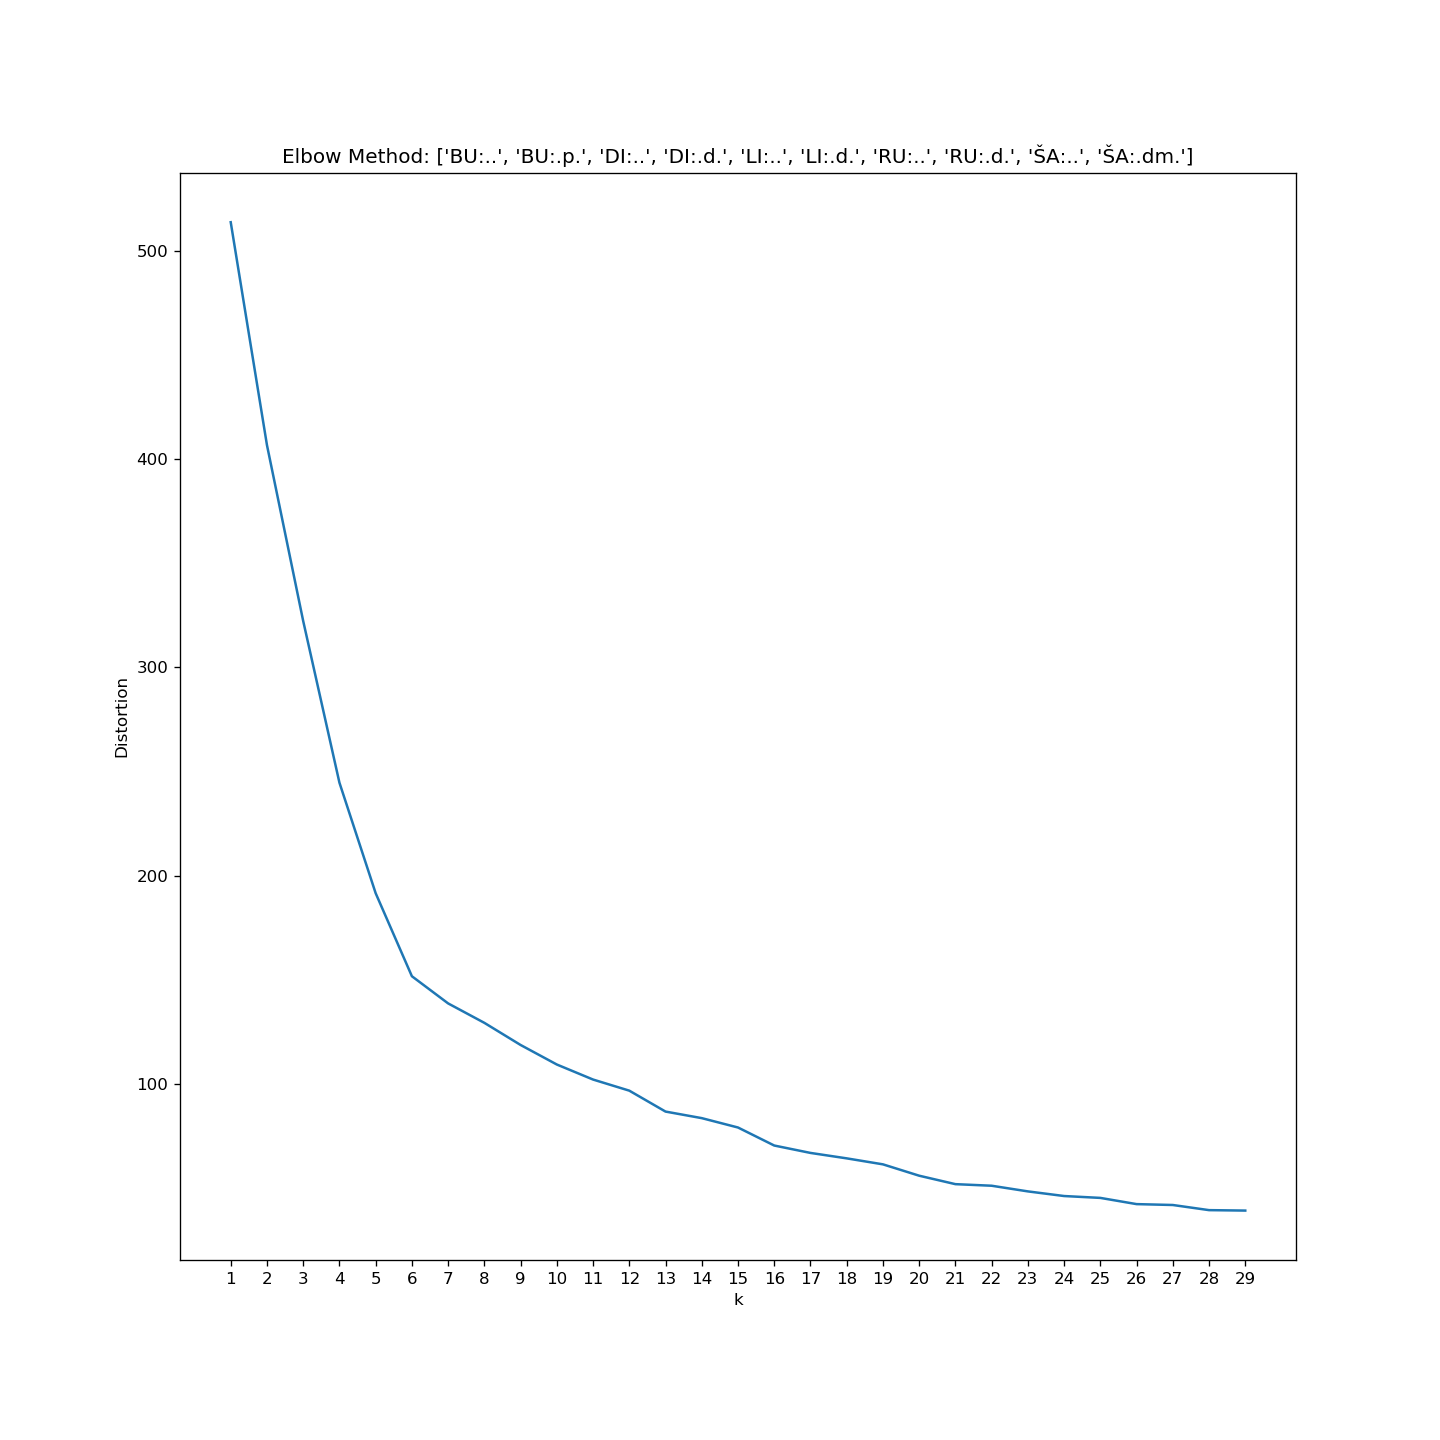 Elbow Method: ['BU:..', 'BU:.p.', 'DI:..', 'DI:.d.', 'LI:..', 'LI:.d.', 'RU:..', 'RU:.d.', 'ŠA:..', 'ŠA:.dm.']
500
400
300
200
100
Distortion
1 2 3 4 5 6 7 8 9 10 11 12 13 14 15 16 17 18 19 20 21 22 23 24 25 26 27 28 29
k